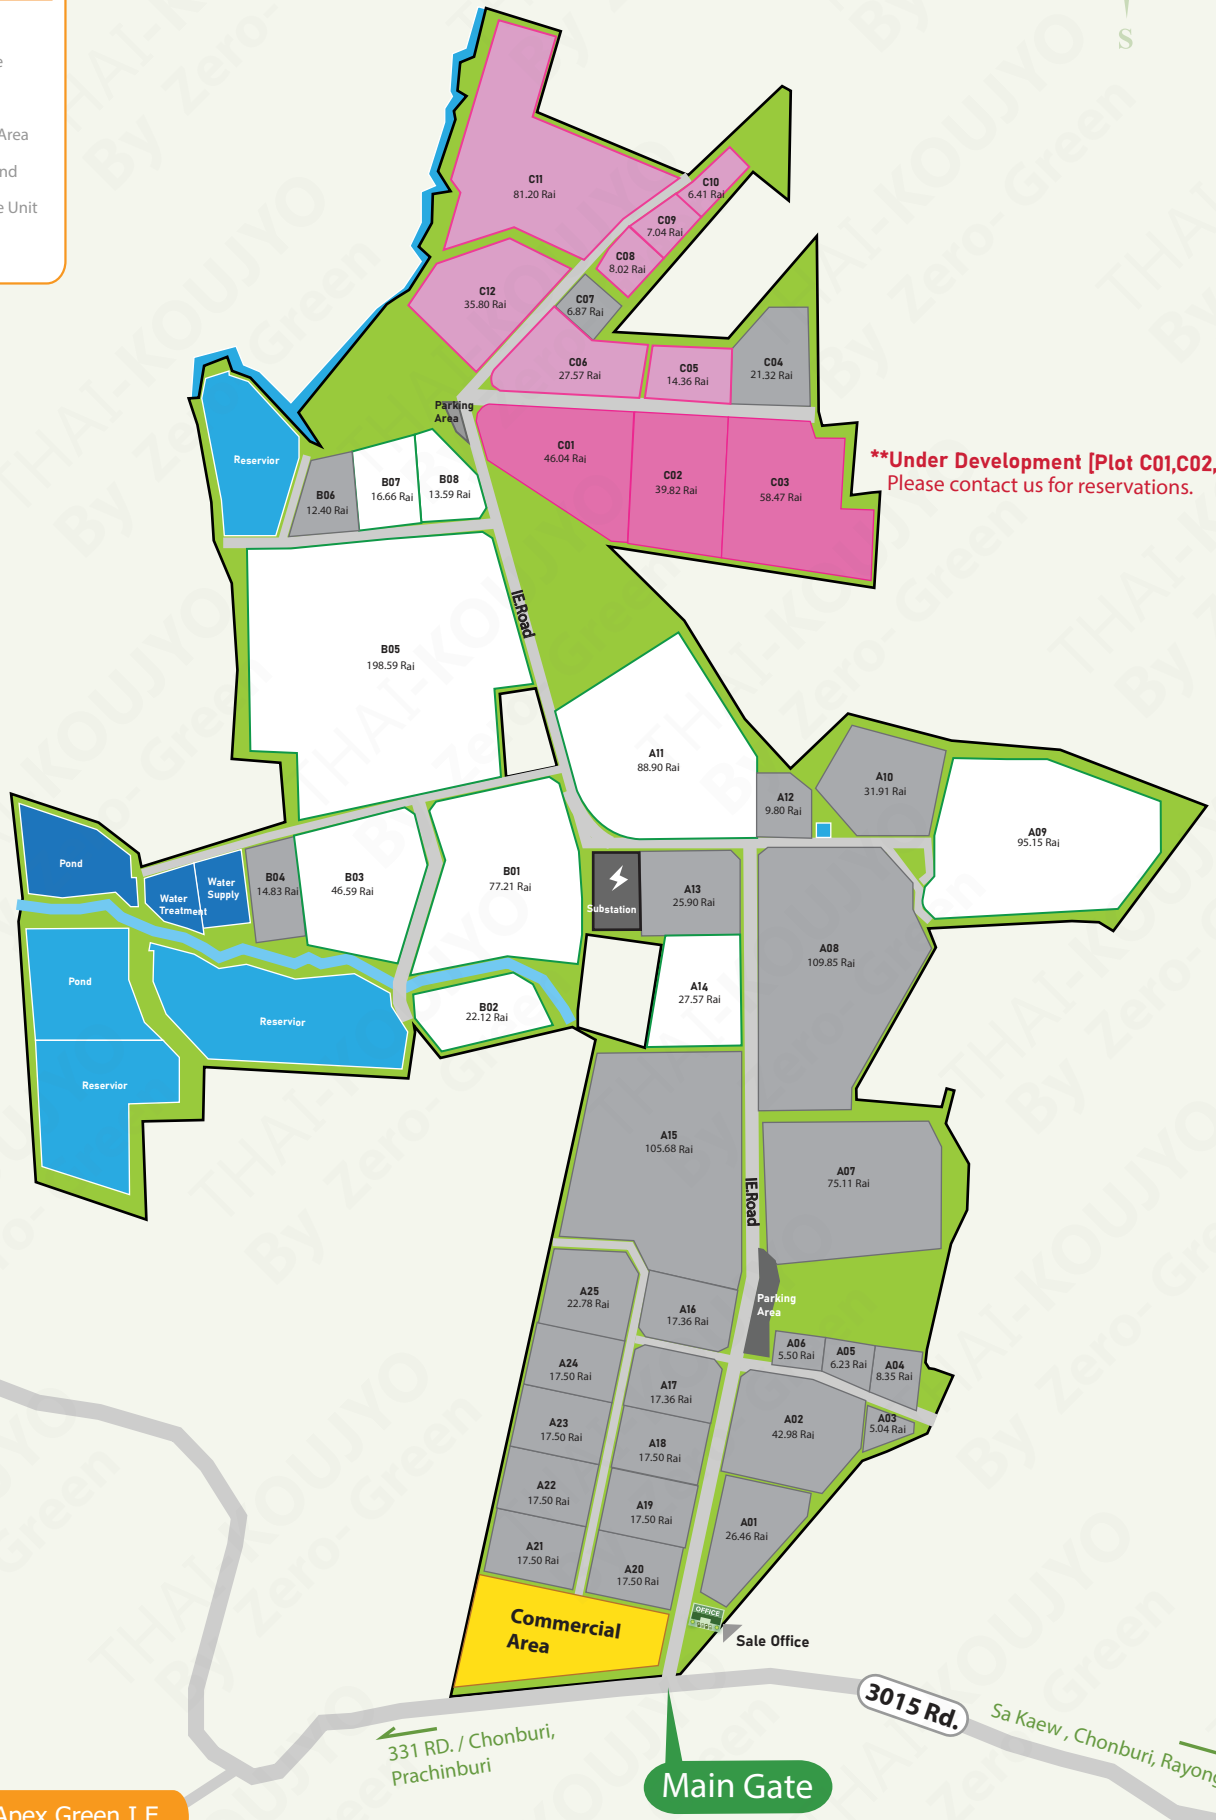 S
e
Area
nd
e Unit
C11
81.20 Rai
C10
6.41 Rai
C09
7.04 Rai
C08
8.02 Rai
C12
35.80 Rai
C07
6.87 Rai
C06
27.57 Rai
C05
14.36 Rai
C04
21.32 Rai
Parking
Area
C01
46.04 Rai
C02
39.82 Rai
C03
58.47 Rai
**Under Development [Plot C01,C02,
Please contact us for reservations.
Reservior
B06
12.40 Rai
B07
16.66 Rai
B08
13.59 Rai
IE.Road
B05
198.59 Rai
A11
88.90 Rai
A12
9.80 Rai
A10
31.91 Rai
A09
95.15 Rai
Pond
Water
Treatment
Water
Supply
B04
14.83 Rai
B03
46.59 Rai
B01
77.21 Rai
Substation
A13
25.90 Rai
A08
109.85 Rai
Pond
Reservior
B02
22.12 Rai
A14
27.57 Rai
Reservior
A15
105.68 Rai
A07
75.11 Rai
IE.Road
A25
22.78 Rai
A16
17.36 Rai
Parking
Area
A06
5.50 Rai
A05
6.23 Rai
A04
8.35 Rai
A24
17.50 Rai
A17
17.36 Rai
A02
42.98 Rai
A03
5.04 Rai
A23
17.50 Rai
A18
17.50 Rai
A22
17.50 Rai
A19
17.50 Rai
A01
26.46 Rai
A21
17.50 Rai
A20
17.50 Rai
Commercial
Area
OFFICE
Sale Office
3015 Rd.
331 RD. / Chonburi,
Prachinburi
Sa Kaew , Chonburi, Rayong
Main Gate
Apex Green I.E.
THAI-KOUJYO
By Zero- Green